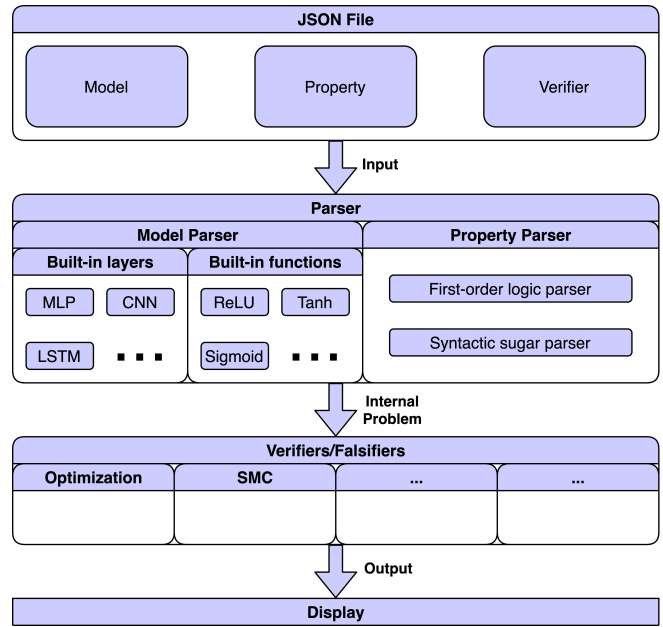 JSON File
Model Property Verifier
Input
Parser
Model Parser Property Parser
Built-in layers Built-in functions
MLP CNN ReLU Tanh First-order logic parser
LSTM ... Sigmoid ... Syntactic sugar parser
Internal
Problem
Verifiers/Falsifiers
Optimization SMC ... ...
Output
Display